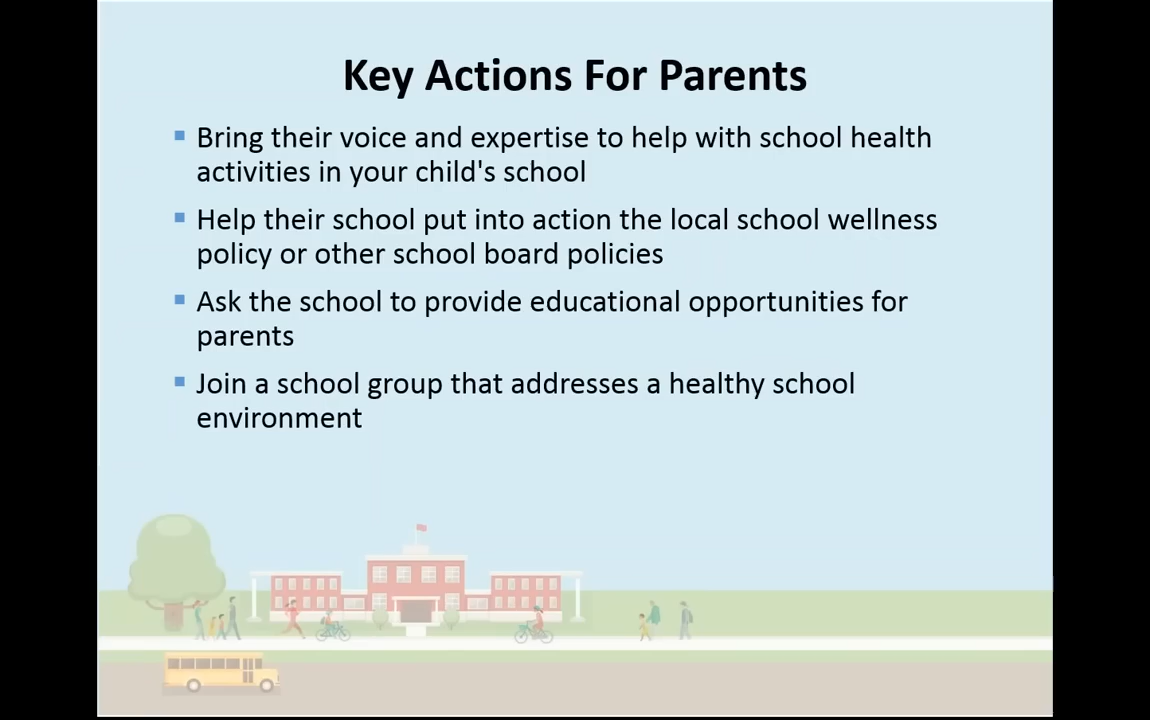 Key Actions For Parents
Bring their voice and expertise to help with school health
activities in your child's school
Help their school put into action the local school wellness
policy or other school board policies
Ask the school to provide educational opportunities for
parents
Join a school group that addresses a healthy school
environment